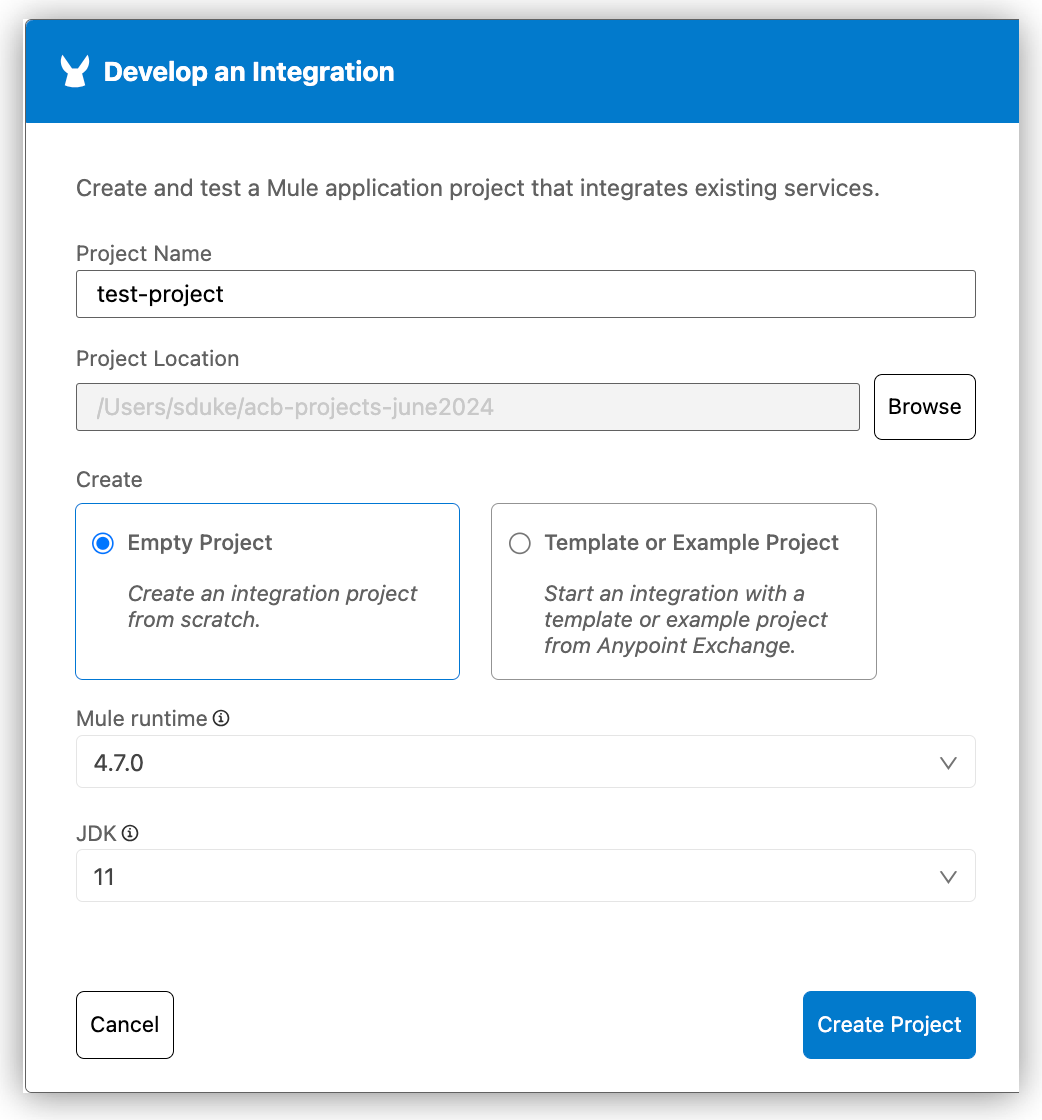 Develop an Integration
Create and test a Mule application project that integrates existing services.
Project Name
test-project
Project Location
/Users/sduke/acb-projects-june2024
Browse
Create
Empty Project
Create an integration project
from scratch.
Template or Example Project
Start an integration with a
template or example project
from Anypoint Exchange.
Mule runtime
4.7.0
JDK
11
Cancel
Create Project